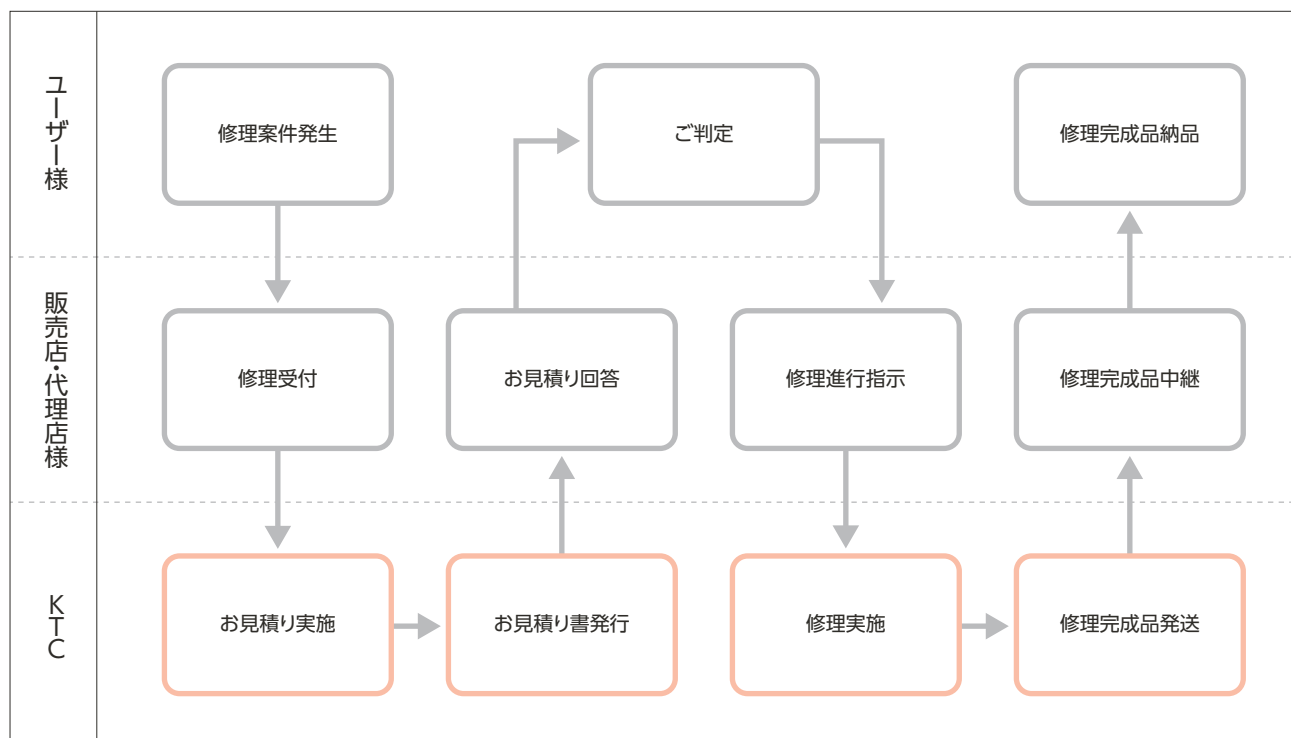 ユーザー様
修理案件発生
ご判定
修理完成品納品
販売店・代理店様
修理受付
お見積り回答
修理進行指示
修理完成品中継
KTC
お見積り実施
お見積り書発行
修理実施
修理完成品発送